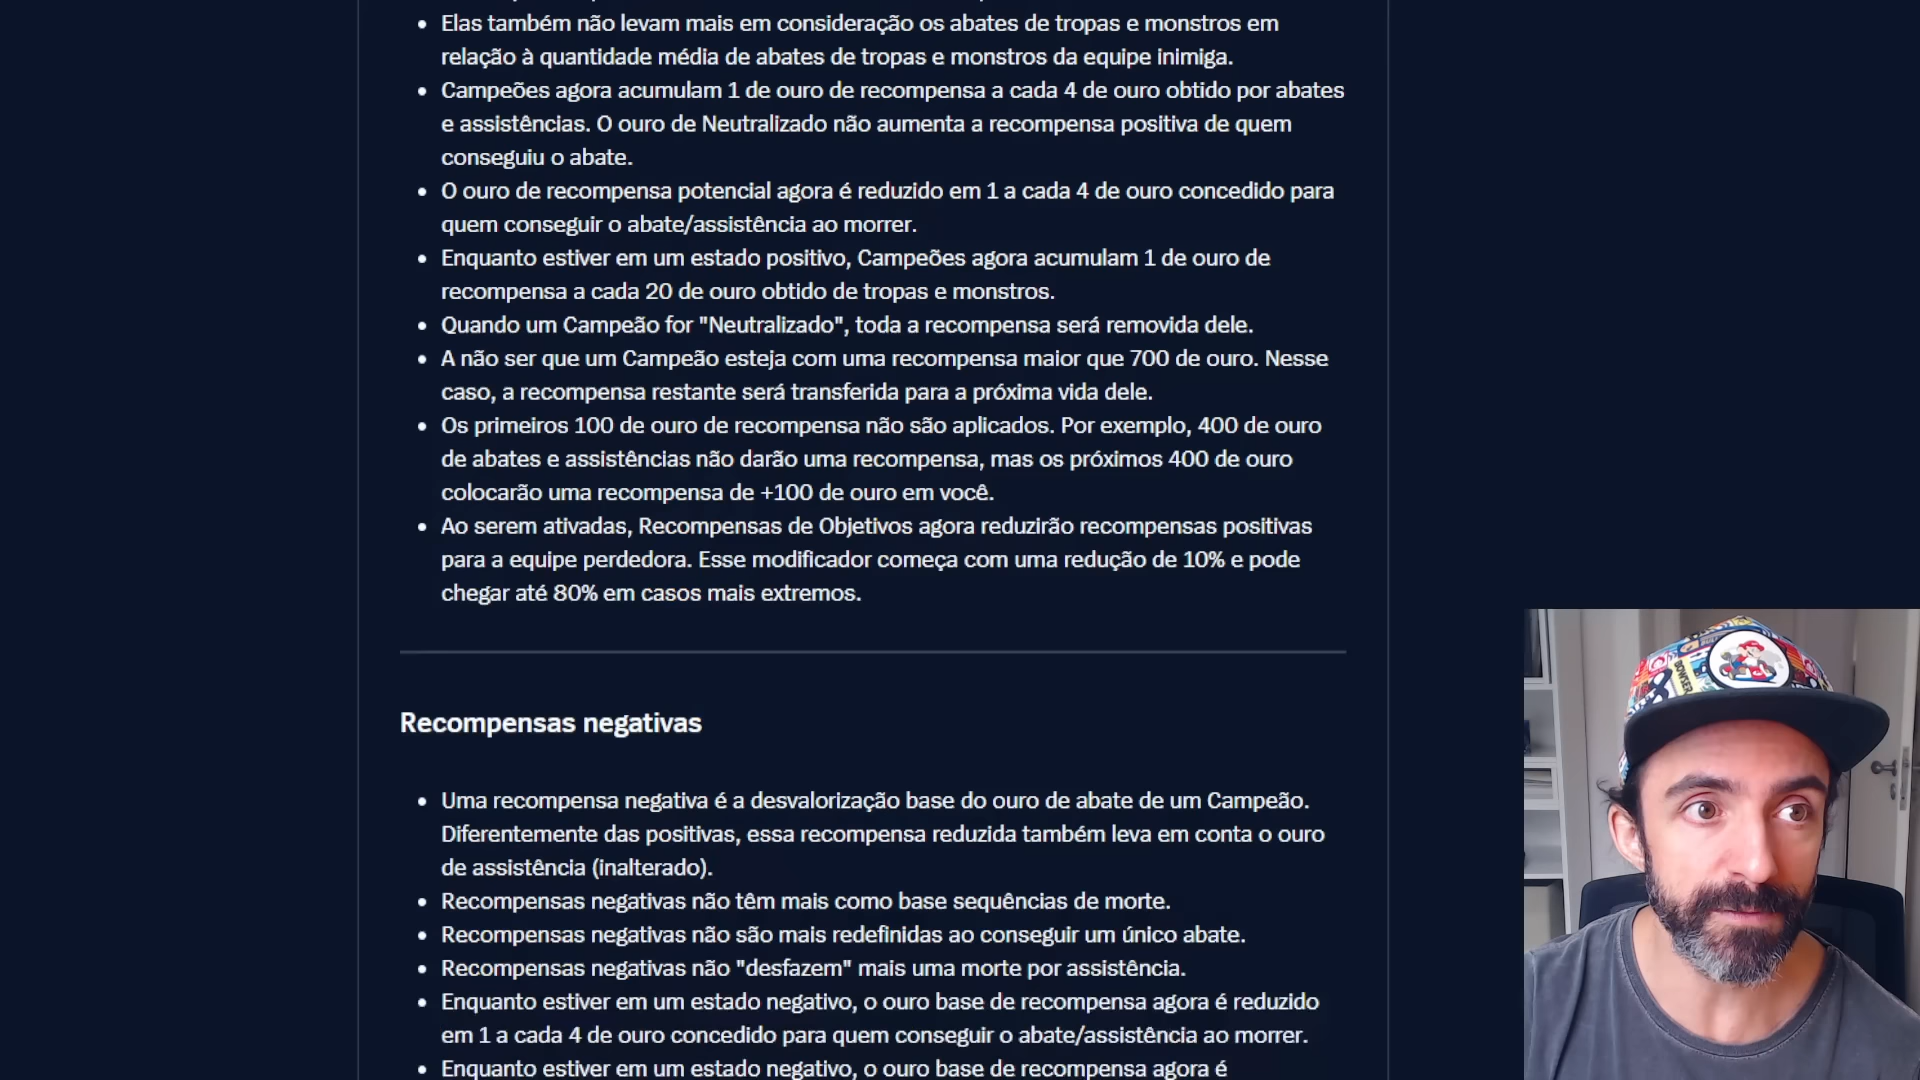 Elas também não levam mais em consideração os abates de tropas e monstros em
relação à quantidade média de abates de tropas e monstros da equipe inimiga.
Campeões agora acumulam 1 de ouro de recompensa a cada 4 de ouro obtido por abates
e assistências. O ouro de Neutralizado não aumenta a recompensa positiva de quem
conseguiu o abate.
O ouro de recompensa potencial agora é reduzido em 1 a cada 4 de ouro concedido para
quem conseguir o abate/assistência ao morrer.
Enquanto estiver em um estado positivo, Campeões agora acumulam 1 de ouro de
recompensa a cada 20 de ouro obtido de tropas e monstros.
Quando um Campeão for "Neutralizado", toda a recompensa será removida dele.
A não ser que um Campeão esteja com uma recompensa maior que 700 de ouro. Nesse
caso, a recompensa restante será transferida para a próxima vida dele.
Os primeiros 100 de ouro de recompensa não são aplicados. Por exemplo, 400 de ouro
de abates e assistências não darão uma recompensa, mas os próximos 400 de ouro
colocarão uma recompensa de +100 de ouro em você.
Ao serem ativadas, Recompensas de Objetivos agora reduzirão recompensas positivas
para a equipe perdedora. Esse modificador começa com uma redução de 10% e pode
chegar até 80% em casos mais extremos.
Recompensas negativas
Uma recompensa negativa é a desvalorização base do ouro de abate de um Campeão.
Diferentemente das positivas, essa recompensa reduzida também leva em conta o ouro
de assistência (inalterado).
Recompensas negativas não têm mais como base sequências de morte.
Recompensas negativas não são mais redefinidas ao conseguir um único abate.
Recompensas negativas não "desfazem" mais uma morte por assistência.
Enquanto estiver em um estado negativo, o ouro base de recompensa agora é reduzido
em 1 a cada 4 de ouro concedido para quem conseguir o abate/assistência ao morrer.
Enquanto estiver em um estado negativo, o ouro base de recompensa agora é
BOWSER